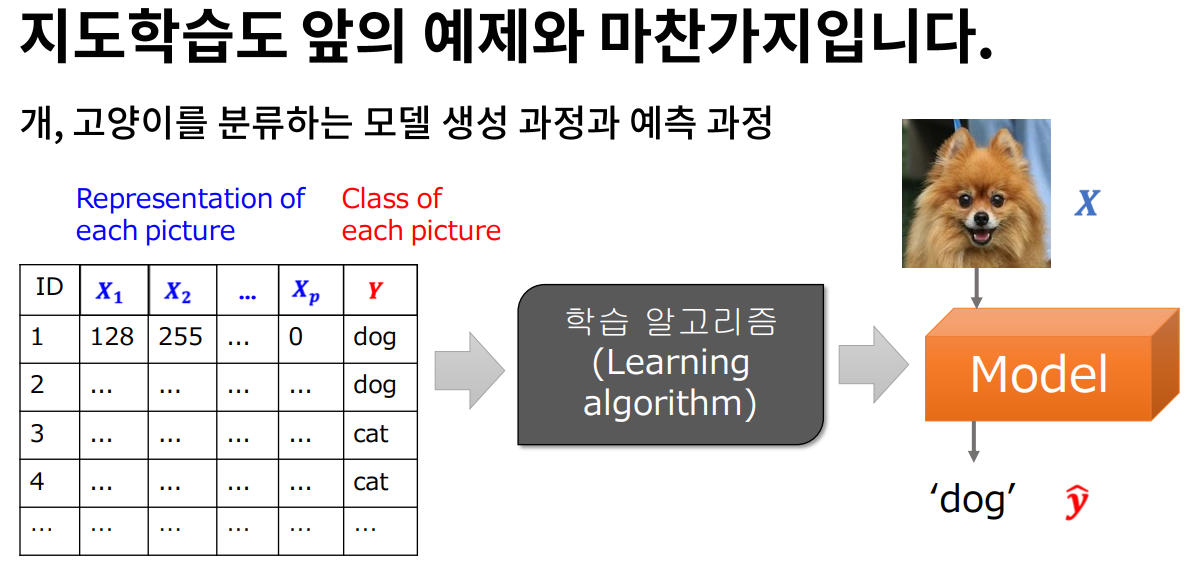 지도학습도 앞의 예제와 마찬가지입니다.
개, 고양이를 분류하는 모델 생성 과정과 예측 과정
Representation of
each picture
Class of
each picture
ID X₁ X₂ ... Xₚ Y
1 128 255 ... 0 dog
2 ... ... ... ... dog
3 ... ... ... ... cat
4 ... ... ... ... cat
... ... ... ... ... ...
학습 알고리즘
(Learning
algorithm)
X
Model
‘dog’ ŷ